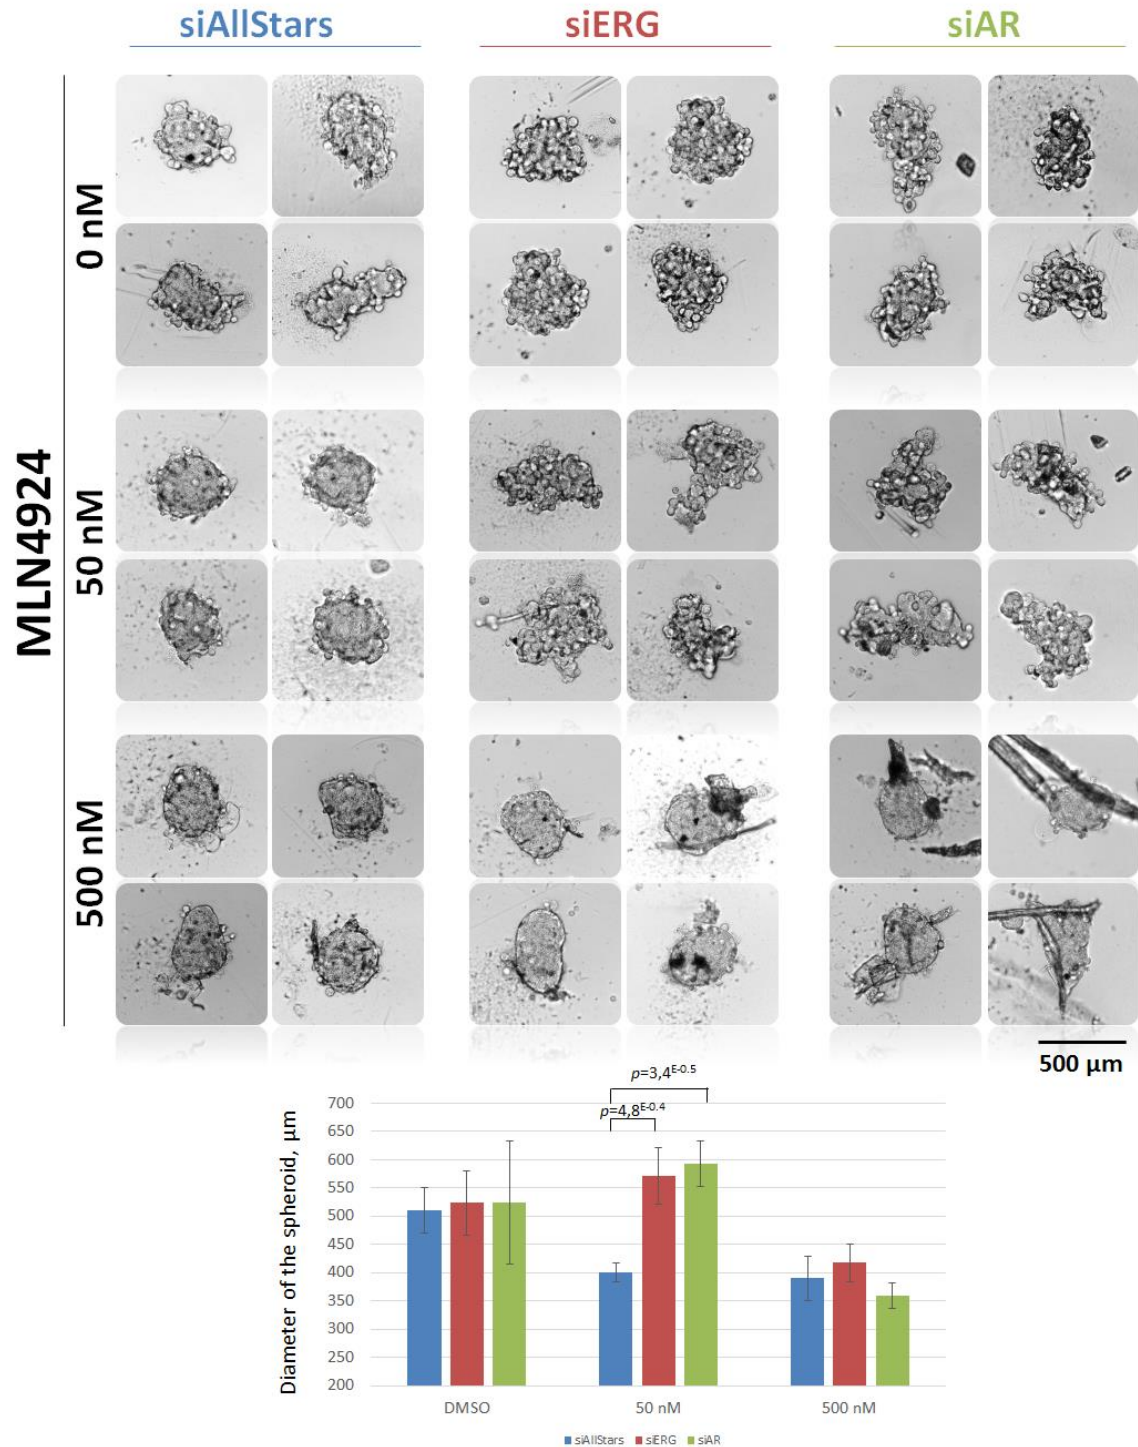 siAllStars siERG siAR
MLN4924
0 nM
50 nM
500 nM
500 µm
p=3,4E-0.5
p=4,8E-0.4
Diameter of the spheroid, µm
700
650
600
550
500
450
400
350
300
250
200
DMSO 50 nM 500 nM
siAllStars siERG siAR